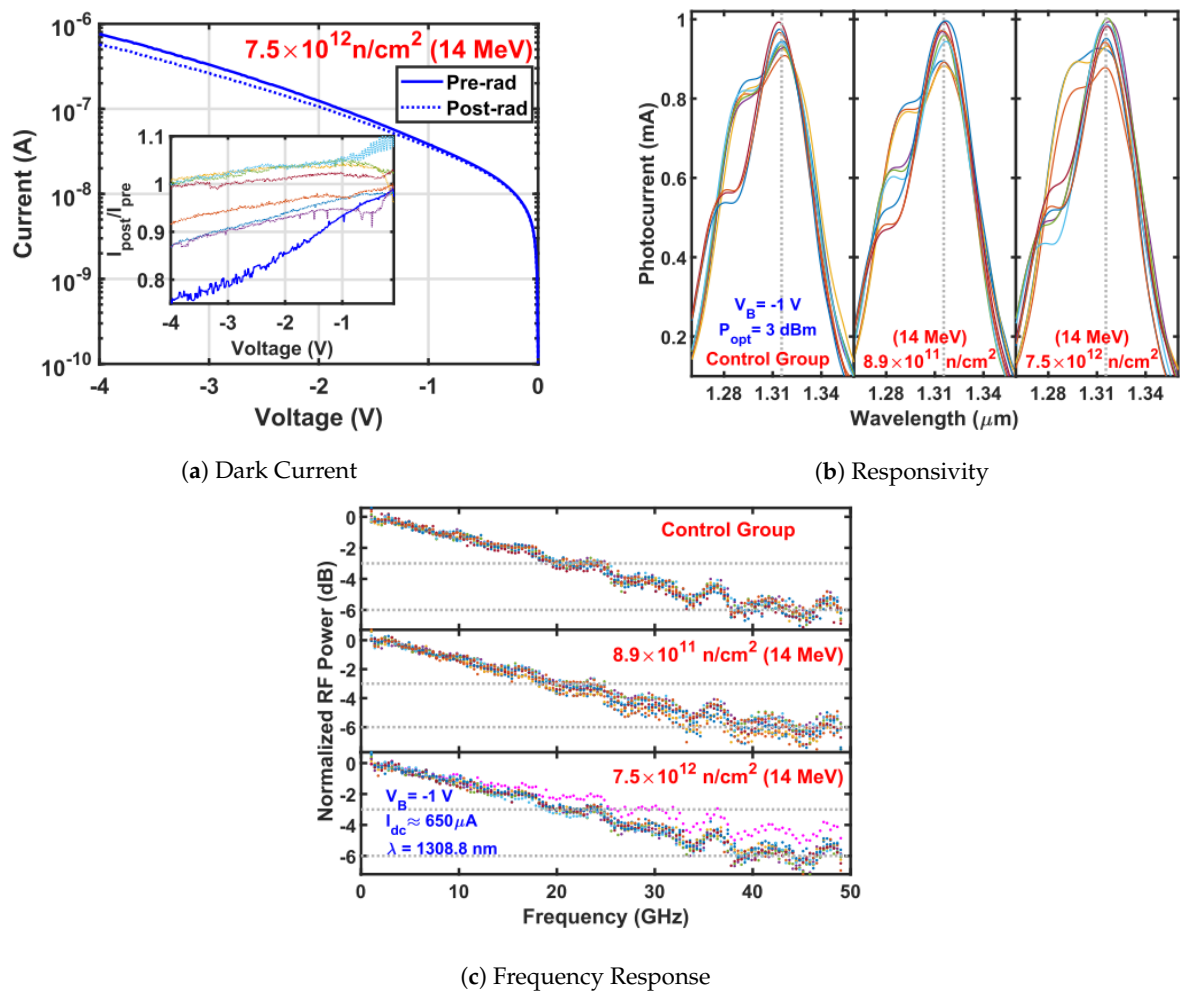 10^-6
10^-7
10^-8
10^-9
10^-10
Current (A)
7.5×10^12n/cm^2 (14 MeV)
Pre-rad
Post-rad
1.1
1
0.9
0.8
I_post/I_pre
-4 -3 -2 -1
Voltage (V)
-4 -3 -2 -1 0
Voltage (V)
(a) Dark Current
1
0.8
0.6
0.4
0.2
Photocurrent (mA)
V_B= -1 V
P_opt= 3 dBm
Control Group
(14 MeV)
8.9×10^11n/cm^2
(14 MeV)
7.5×10^12n/cm^2
1.28 1.31 1.34 1.28 1.31 1.34 1.28 1.31 1.34
Wavelength (μm)
(b) Responsivity
Normalized RF Power (dB)
0
-2
-4
-6
Control Group
0
-2
-4
-6
8.9×10^11 n/cm^2 (14 MeV)
0
-2
-4
-6
7.5×10^12 n/cm^2 (14 MeV)
V_B= -1 V
I_dc≈ 650μA
λ = 1308.8 nm
0 10 20 30 40 50
Frequency (GHz)
(c) Frequency Response